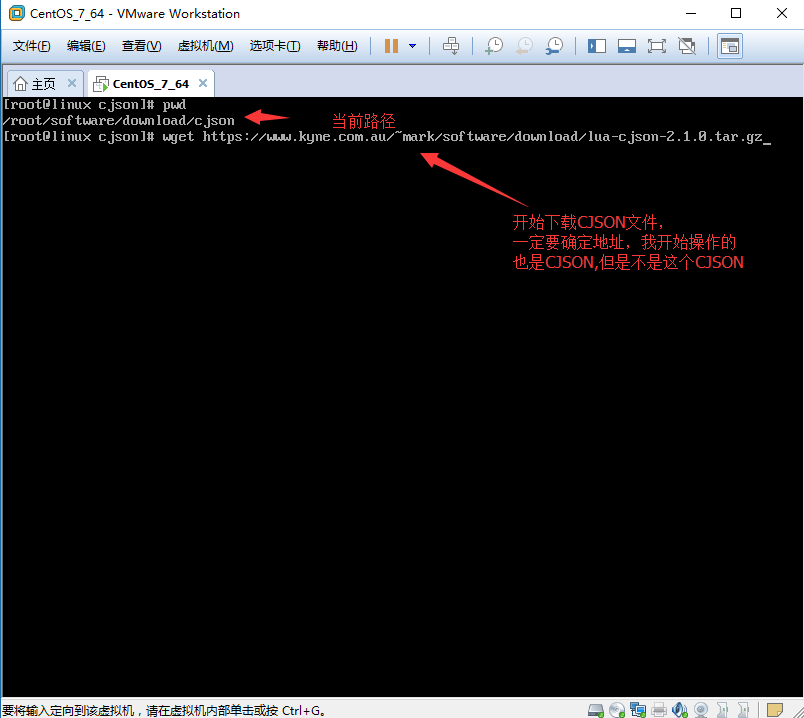 CentOS_7_64 - VMware Workstation
文件(F) 编辑(E) 查看(V) 虚拟机(M) 选项卡(T) 帮助(H)
主页 CentOS_7_64
[root@linux cjson]# pwd
/root/software/download/cjson
当前路径
[root@linux cjson]# wget https://www.kyne.com.au/~mark/software/download/lua-cjson-2.1.0.tar.gz_
开始下载CJSON文件，
一定要确定地址，我开始操作的
也是CJSON,但是不是这个CJSON
要将输入定向到该虚拟机，请在虚拟机内部单击或按 Ctrl+G。